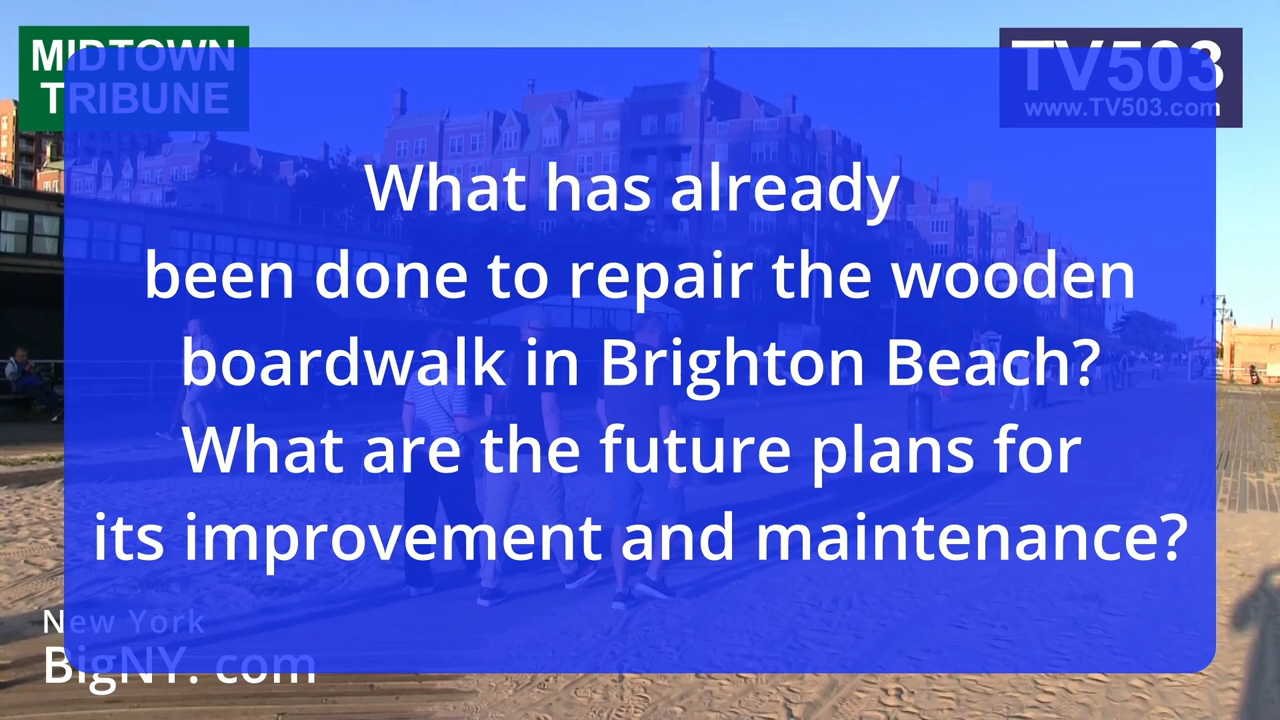 MIDTOWN
TRIBUNE
TV503
www.TV503.com
What has already
been done to repair the wooden
boardwalk in Brighton Beach?
What are the future plans for
its improvement and maintenance?
New York
BigNY. com